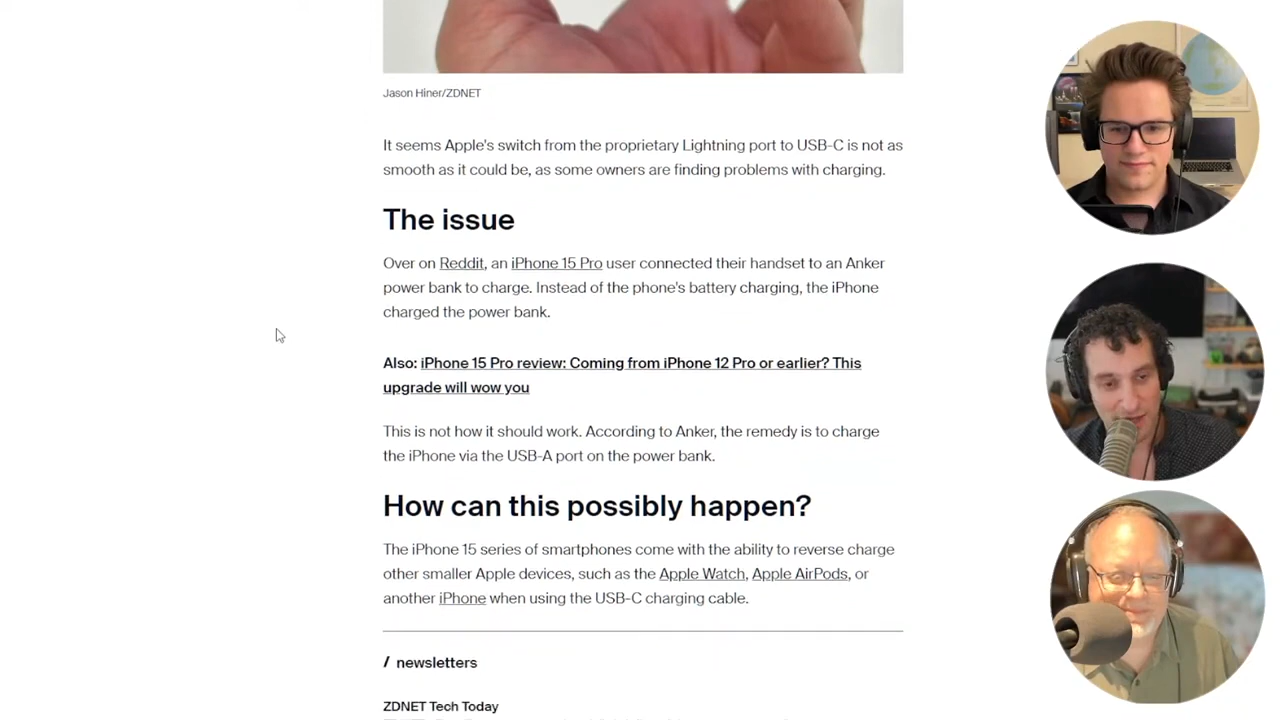 Jason Hiner/ZDNET
It seems Apple's switch from the proprietary Lightning port to USB-C is not as
smooth as it could be, as some owners are finding problems with charging.
The issue
Over on Reddit, an iPhone 15 Pro user connected their handset to an Anker
power bank to charge. Instead of the phone's battery charging, the iPhone
charged the power bank.
Also: iPhone 15 Pro review: Coming from iPhone 12 Pro or earlier? This
upgrade will wow you
This is not how it should work. According to Anker, the remedy is to charge
the iPhone via the USB-A port on the power bank.
How can this possibly happen?
The iPhone 15 series of smartphones come with the ability to reverse charge
other smaller Apple devices, such as the Apple Watch, Apple AirPods, or
another iPhone when using the USB-C charging cable.
/ newsletters
ZDNET Tech Today